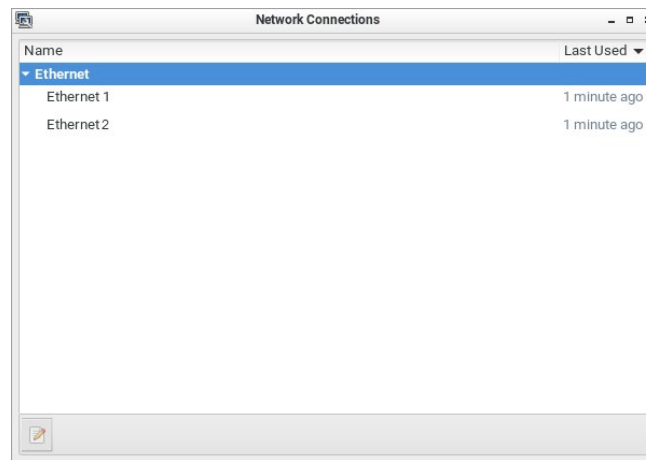 Network Connections
Name Last Used
Ethernet
Ethernet 1 1 minute ago
Ethernet 2 1 minute ago